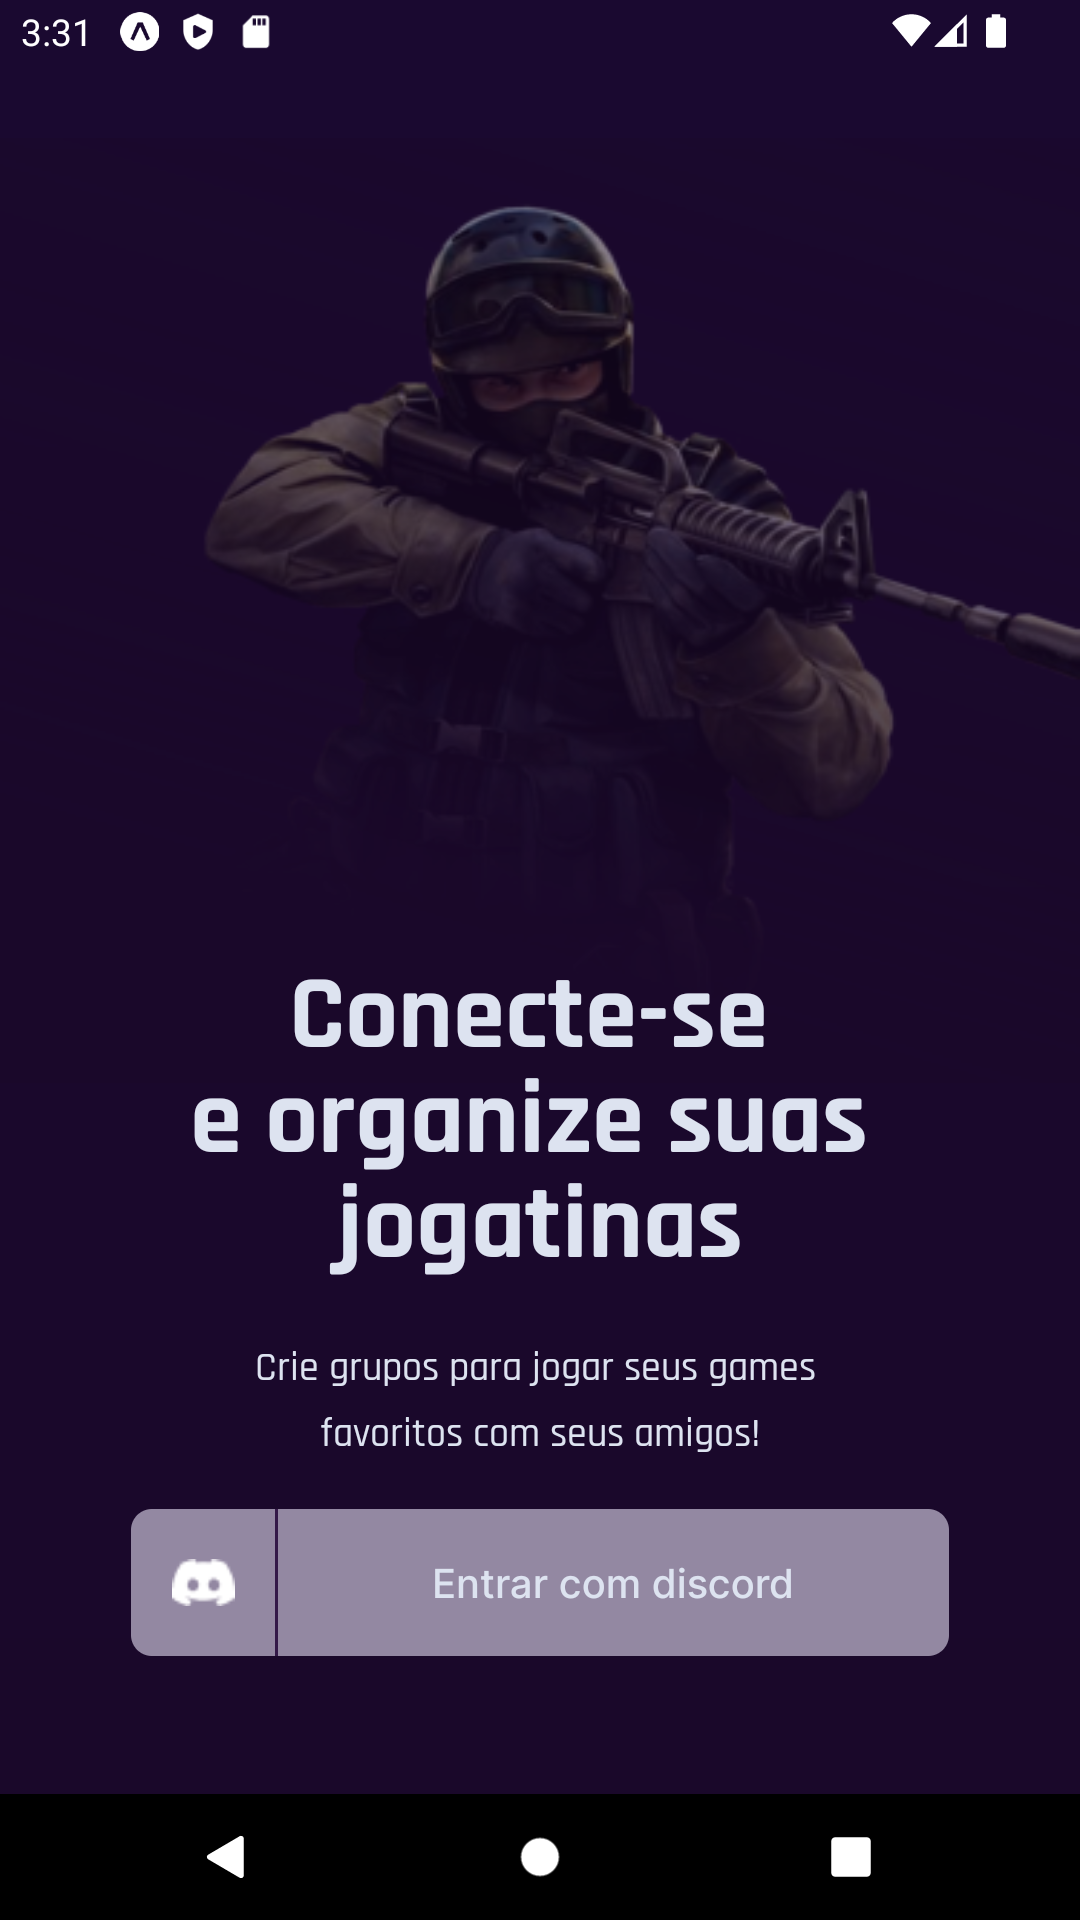 3:31
Conecte-se
e organize suas
jogatinas
Crie grupos para jogar seus games
favoritos com seus amigos!
Entrar com discord